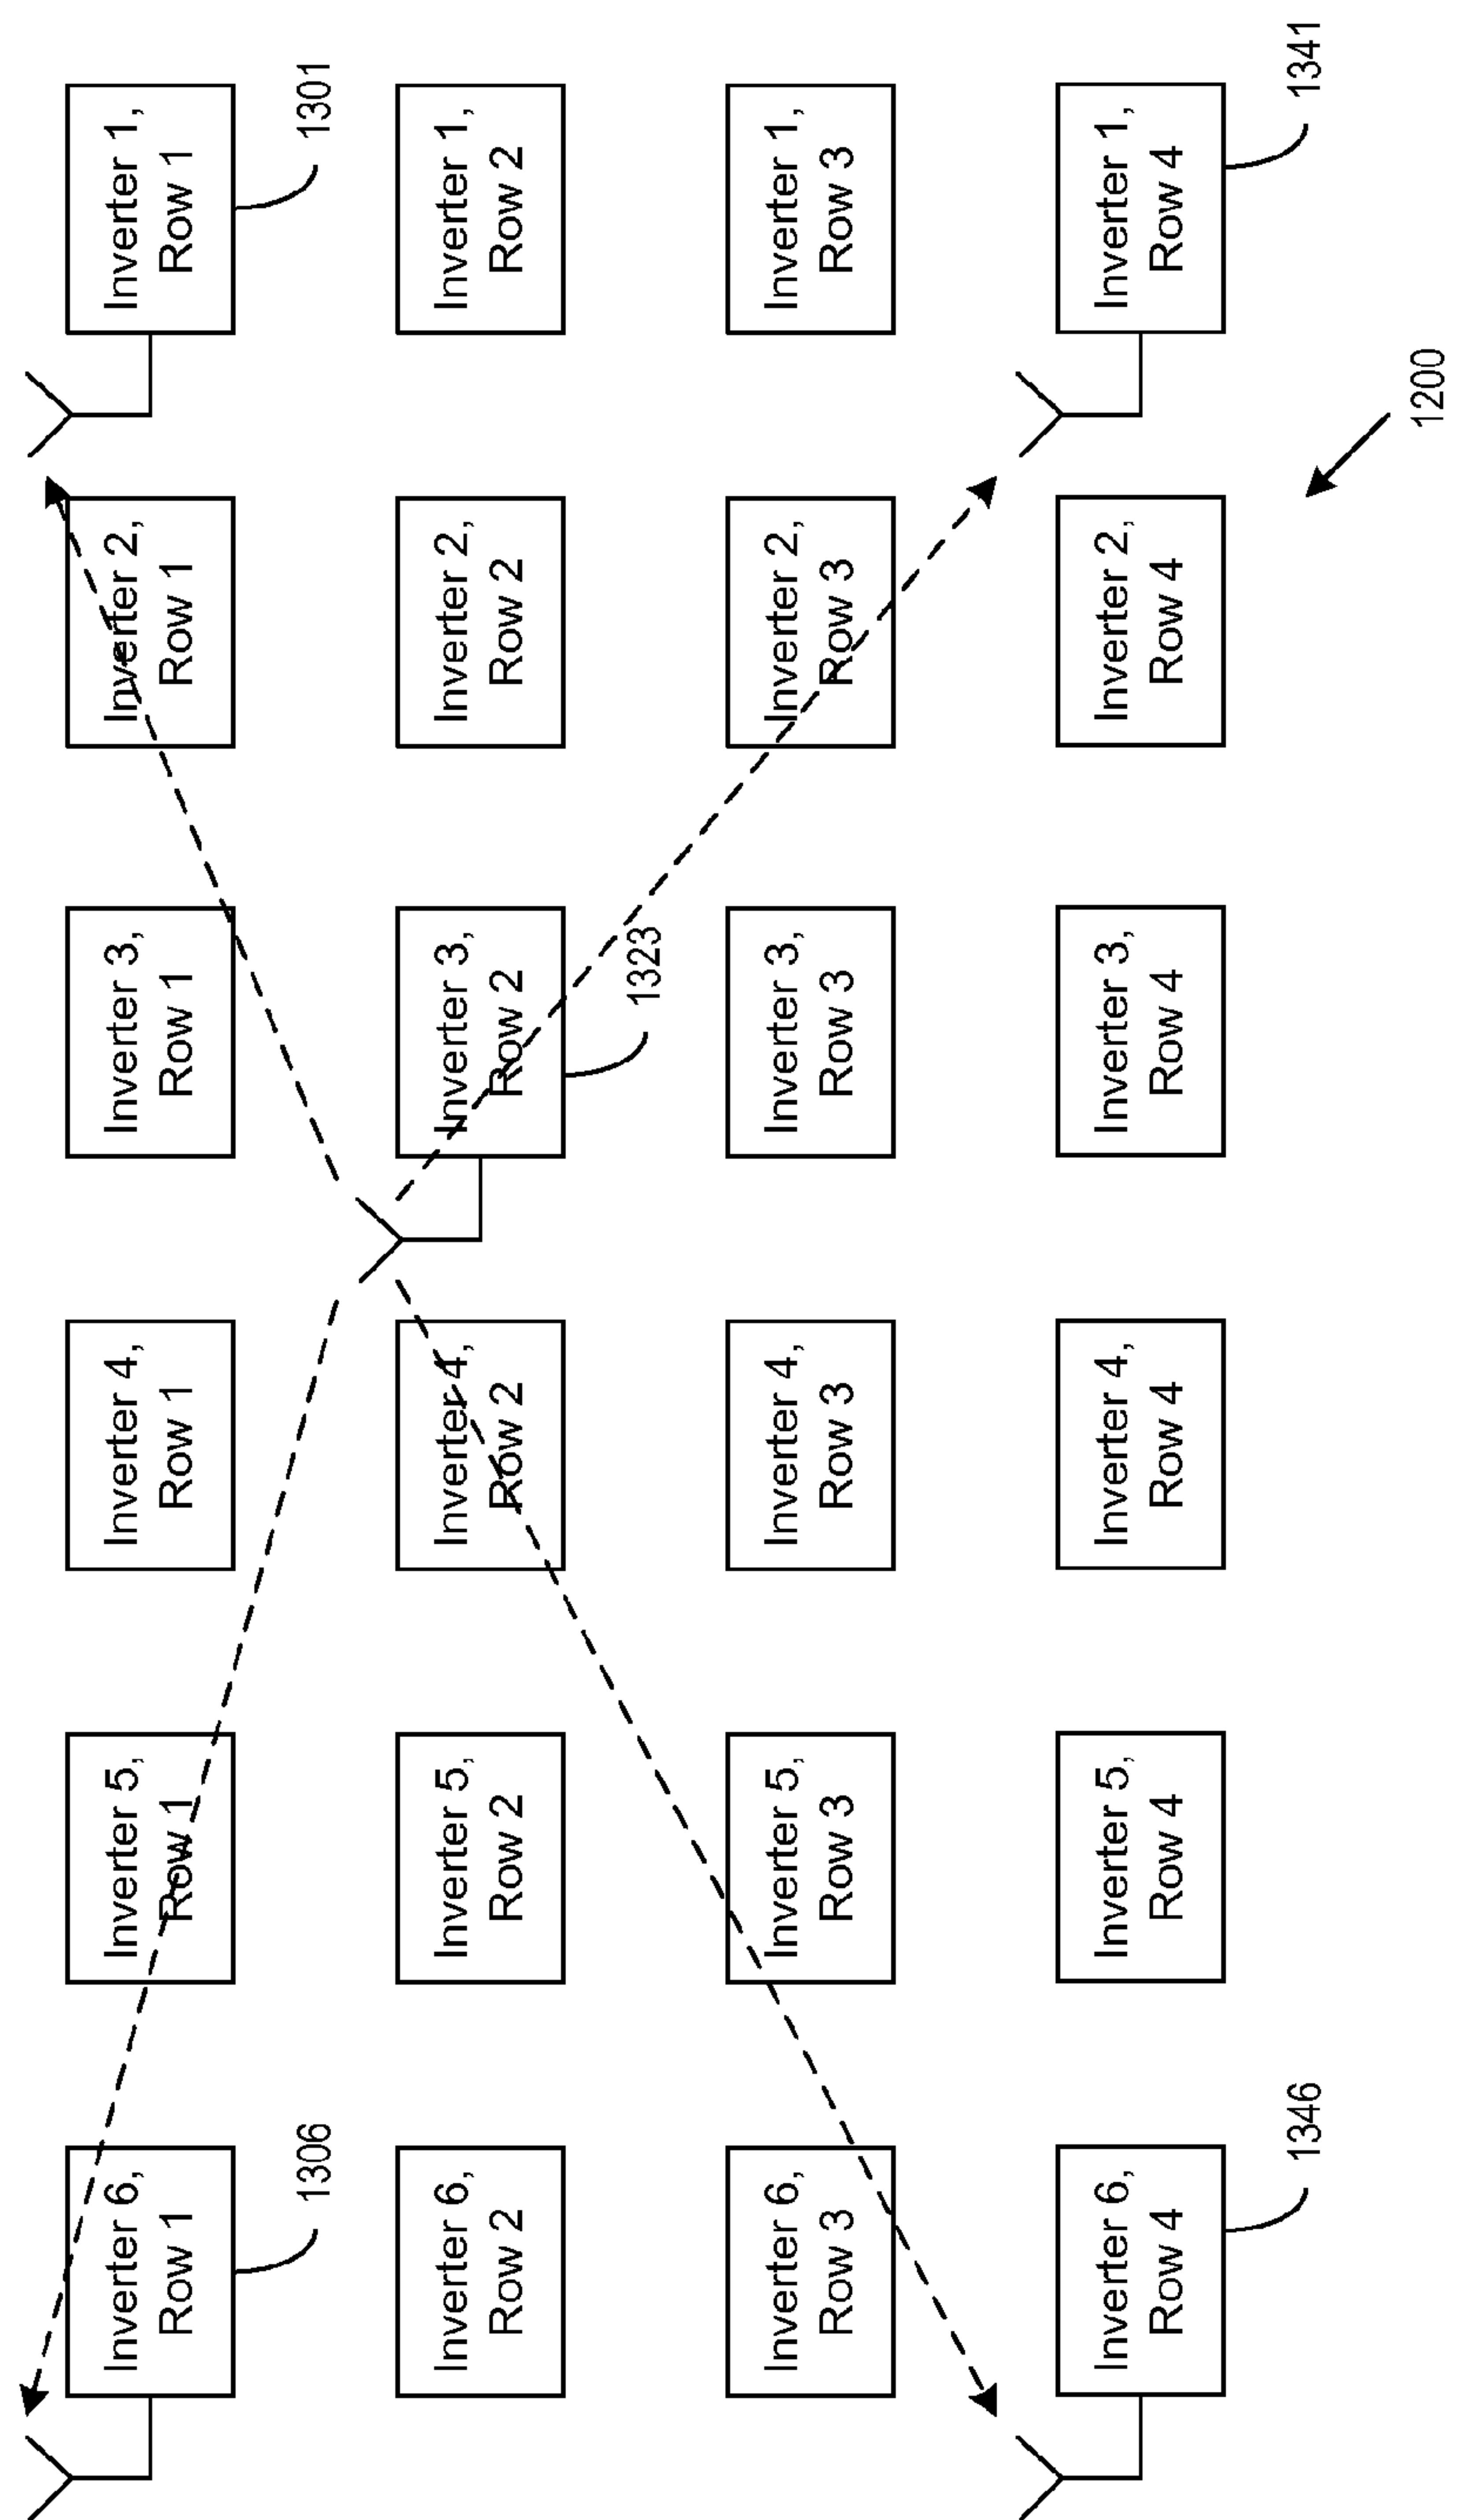 Inverter 6,
Row 1
Inverter 5,
Row 1
Inverter 4,
Row 1
Inverter 3,
Row 1
Inverter 2,
Row 1
Inverter 1,
Row 1
1306
1301
Inverter 6,
Row 2
Inverter 5,
Row 2
Inverter 4,
Row 2
Inverter 3,
Row 2
Inverter 2,
Row 2
Inverter 1,
Row 2
1323
Inverter 6,
Row 3
Inverter 5,
Row 3
Inverter 4,
Row 3
Inverter 3,
Row 3
Inverter 2,
Row 3
Inverter 1,
Row 3
Inverter 6,
Row 4
Inverter 5,
Row 4
Inverter 4,
Row 4
Inverter 3,
Row 4
Inverter 2,
Row 4
Inverter 1,
Row 4
1346
1341
1200